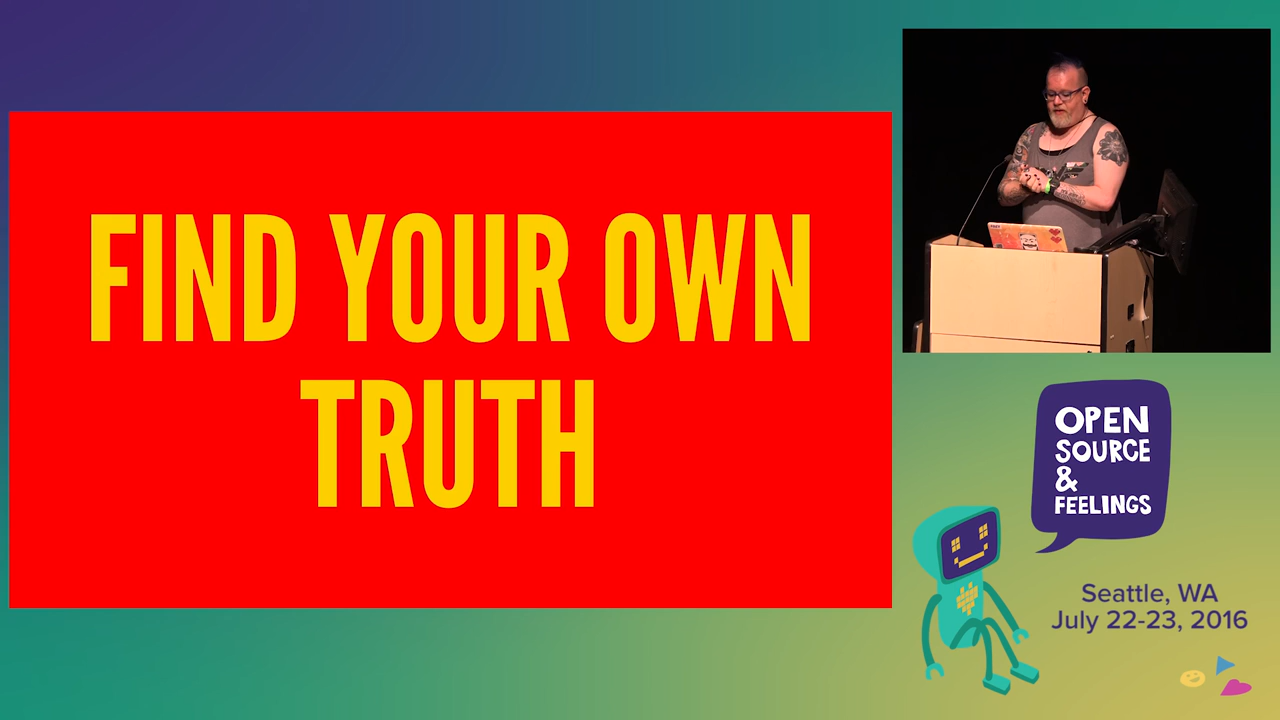 FIND YOUR OWN
TRUTH
OPEN
SOURCE
&
FEELINGS
Seattle, WA
July 22-23, 2016